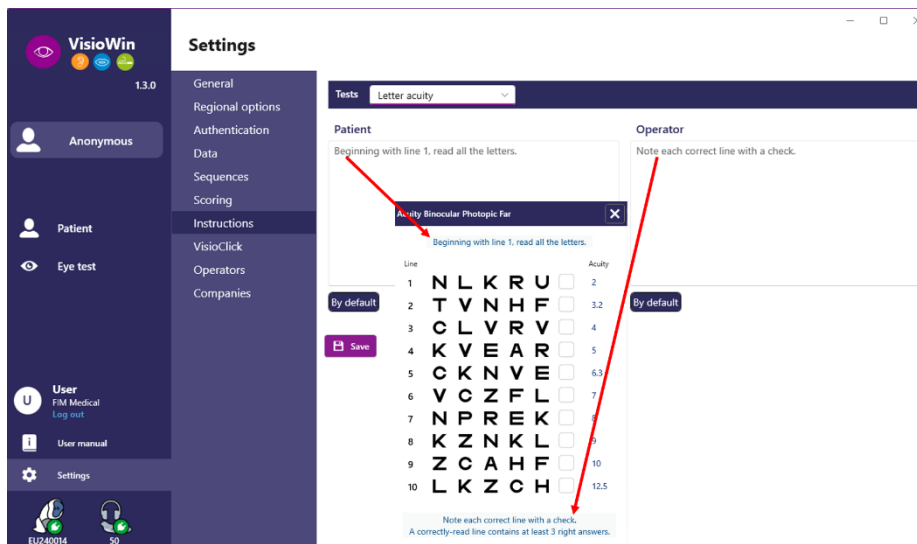 VisioWin
1.3.0
Anonymous
Patient
Eye test
User
FIM Medical
Log out
User manual
Settings
EU240014
50
Settings
General
Regional options
Authentication
Data
Sequences
Scoring
Instructions
VisioClick
Operators
Companies
Tests Letter acuity
Patient
Beginning with line 1, read all the letters.
By default
Save
Operator
Note each correct line with a check.
By default
Acuity Binocular Photopic Far
Beginning with line 1, read all the letters.
Line Acuity
1 N L K R U 2
2 T V N H F 3.2
3 C L V R V 4
4 K V E A R 5
5 C K N V E 6.3
6 V C Z F L 7
7 N P R E K 8
8 K Z N K L 9
9 Z C A H F 10
10 L K Z C H 12.5
Note each correct line with a check.
A correctly-read line contains at least 3 right answers.